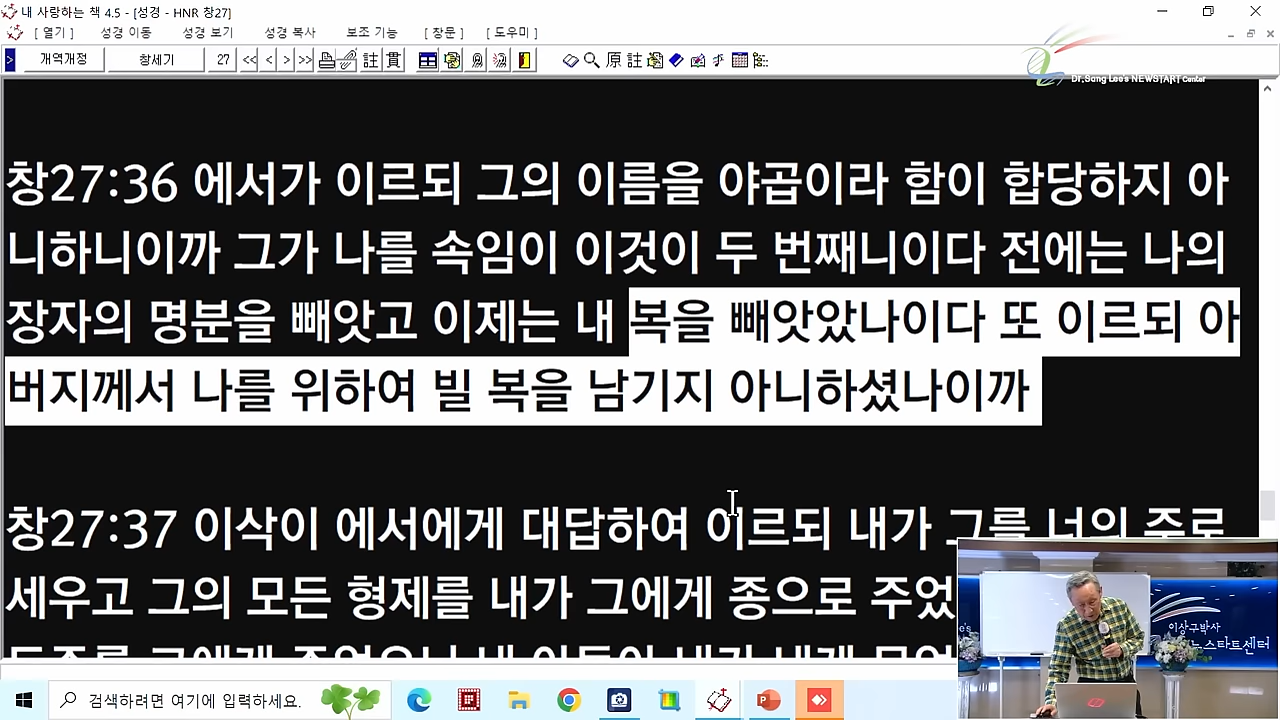 내 사랑하는 책 4.5 - [성경 - HNR 창27]
[ 열기 ] 성경 이동 성경 보기 성경 복사 보조 기능 [ 창문 ] [ 도우미 ]
> 개역개정 창세기 27 << < > >> 註 貫 原 註
Dr.Sang Lee's NEWSTART Center
창27:36 에서가 이르되 그의 이름을 야곱이라 함이 합당하지 아
니하니이까 그가 나를 속임이 이것이 두 번째니이다 전에는 나의
장자의 명분을 빼앗고 이제는 내 복을 빼앗았나이다 또 이르되 아
버지께서 나를 위하여 빌 복을 남기지 아니하셨나이까
창27:37 이삭이 에서에게 대답하여 이르되 내가 그를 너의 주로
세우고 그의 모든 형제를 내가 그에게 종으로 주었
이상구박사
뉴스타트센터
검색하려면 여기에 입력하세요.